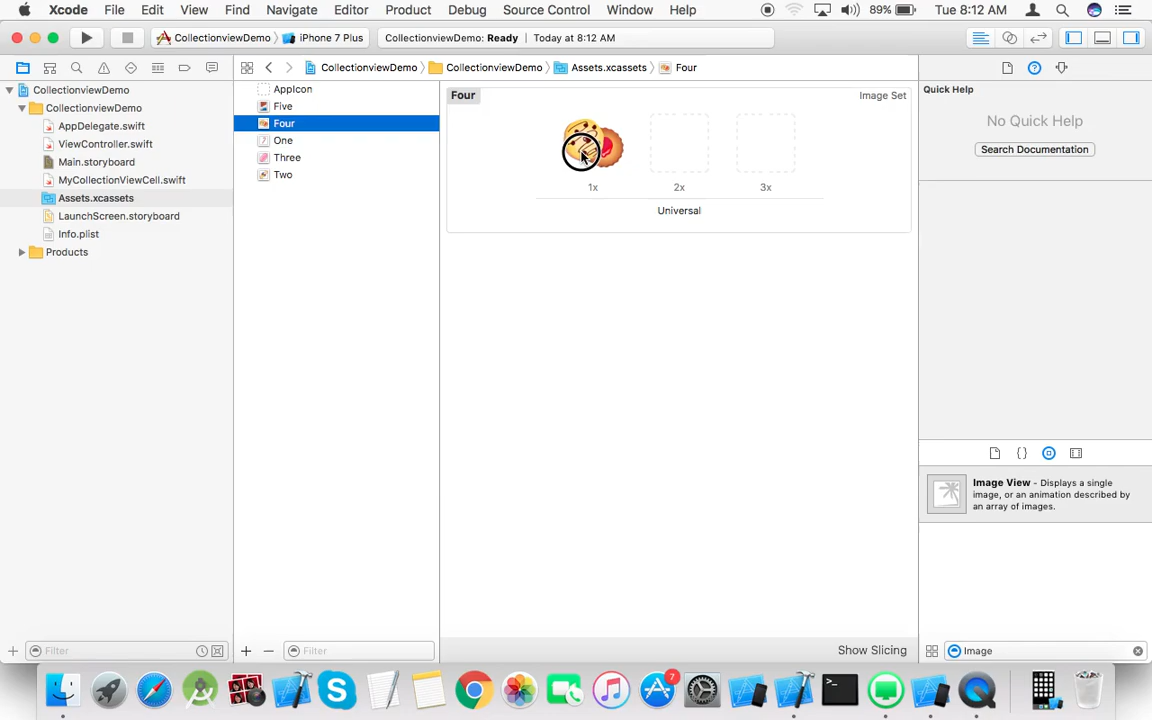 Xcode File Edit View Find Navigate Editor Product Debug Source Control Window Help 89% Tue 8:12 AM
CollectionviewDemo iPhone 7 Plus CollectionviewDemo: Ready Today at 8:12 AM
CollectionviewDemo CollectionviewDemo Assets.xcassets Four
CollectionviewDemo
CollectionviewDemo
AppDelegate.swift
ViewController.swift
Main.storyboard
MyCollectionViewCell.swift
Assets.xcassets
LaunchScreen.storyboard
Info.plist
Products
Filter
AppIcon
Five
Four
One
Three
Two
Filter
Four Image Set
1x 2x 3x
Universal
Show Slicing
Quick Help
No Quick Help
Search Documentation
{}
Image View - Displays a single
image, or an animation described by
an array of images.
Image
7